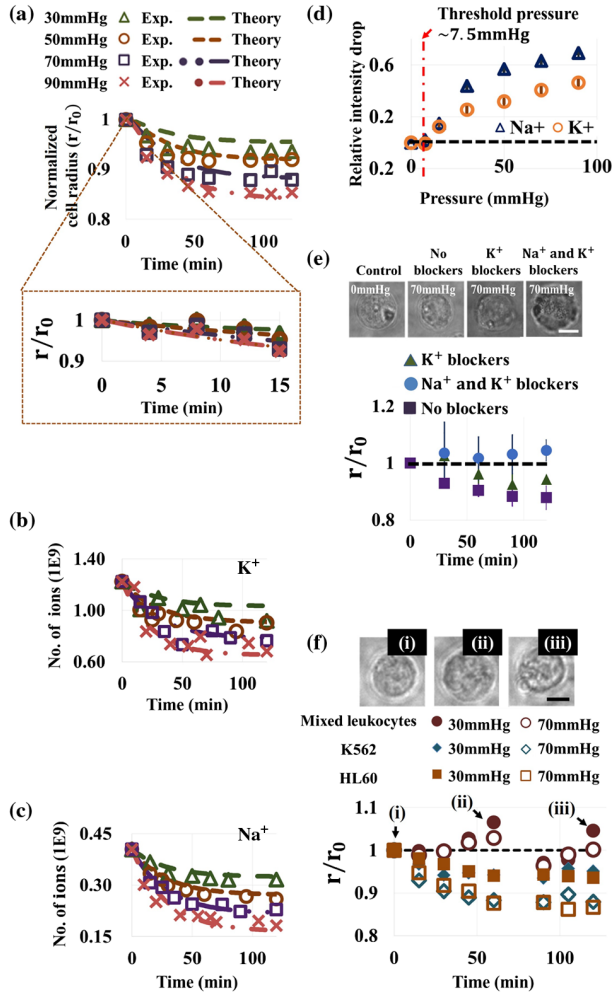 (a)
30mmHg Exp. Theory
50mmHg Exp. Theory
70mmHg Exp. Theory
90mmHg Exp. Theory
Normalized
cell radius (r/r0)
1
0.9
0.8
0 50 100
Time (min)
r/r0
1
0.9
0 5 10 15
Time (min)
(b)
No. of ions (1E9)
K+
1.40
1.00
0.60
0 50 100
Time (min)
(c)
No. of ions (1E9)
Na+
0.45
0.30
0.15
0 50 100
Time (min)
(d)
Threshold pressure
~7.5mmHg
Relative intensity drop
0.6
0.2
0.2
Na+ K+
0 50 100
Pressure (mmHg)
(e)
Control
No blockers
K+ blockers
Na+ and K+ blockers
0mmHg 70mmHg 70mmHg 70mmHg
K+ blockers
Na+ and K+ blockers
No blockers
r/r0
1.2
1
0.8
0 50 100
Time (min)
(f)
(i) (ii) (iii)
Mixed leukocytes 30mmHg 70mmHg
K562 30mmHg 70mmHg
HL60 30mmHg 70mmHg
r/r0
1.1
1
0.9
0.8
(i) (ii) (iii)
0 50 100
Time (min)